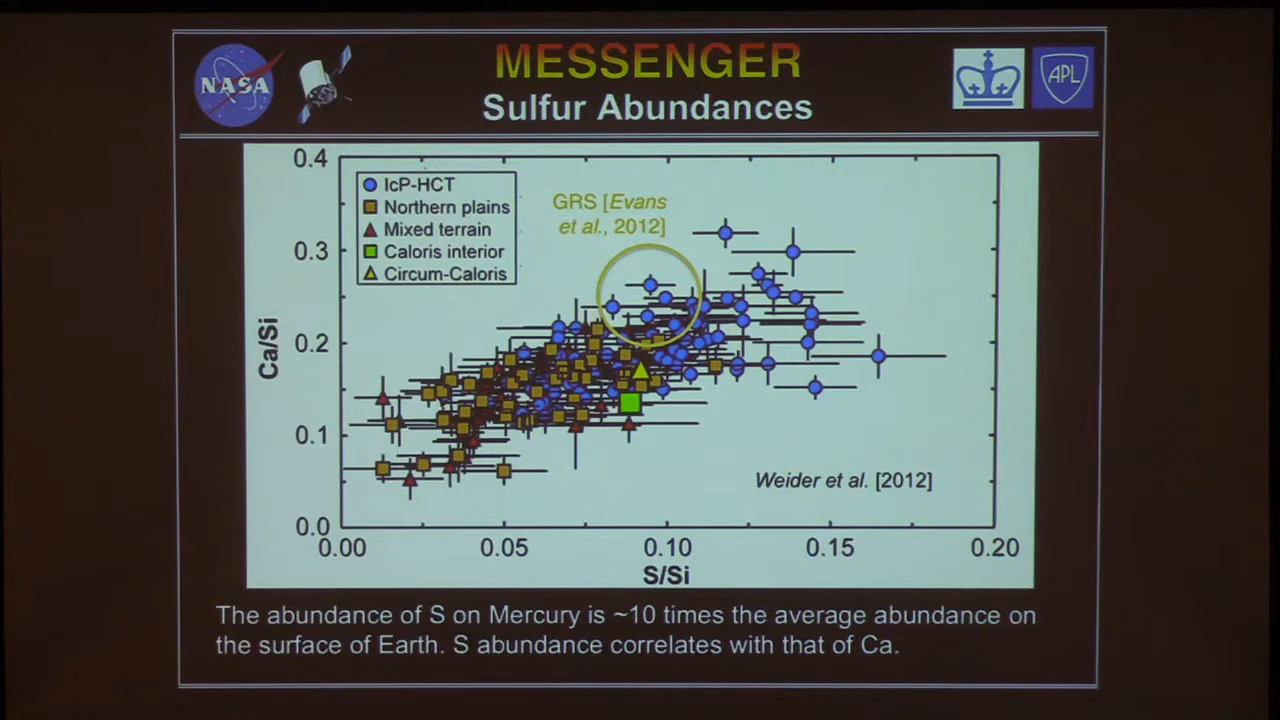 NASA
MESSENGER
Sulfur Abundances
APL
0.4
0.3
0.2
0.1
0.0
Ca/Si
IcP-HCT
Northern plains
Mixed terrain
Caloris interior
Circum-Caloris
GRS [Evans
et al., 2012]
Weider et al. [2012]
0.00 0.05 0.10 0.15 0.20
S/Si
The abundance of S on Mercury is ~10 times the average abundance on
the surface of Earth. S abundance correlates with that of Ca.